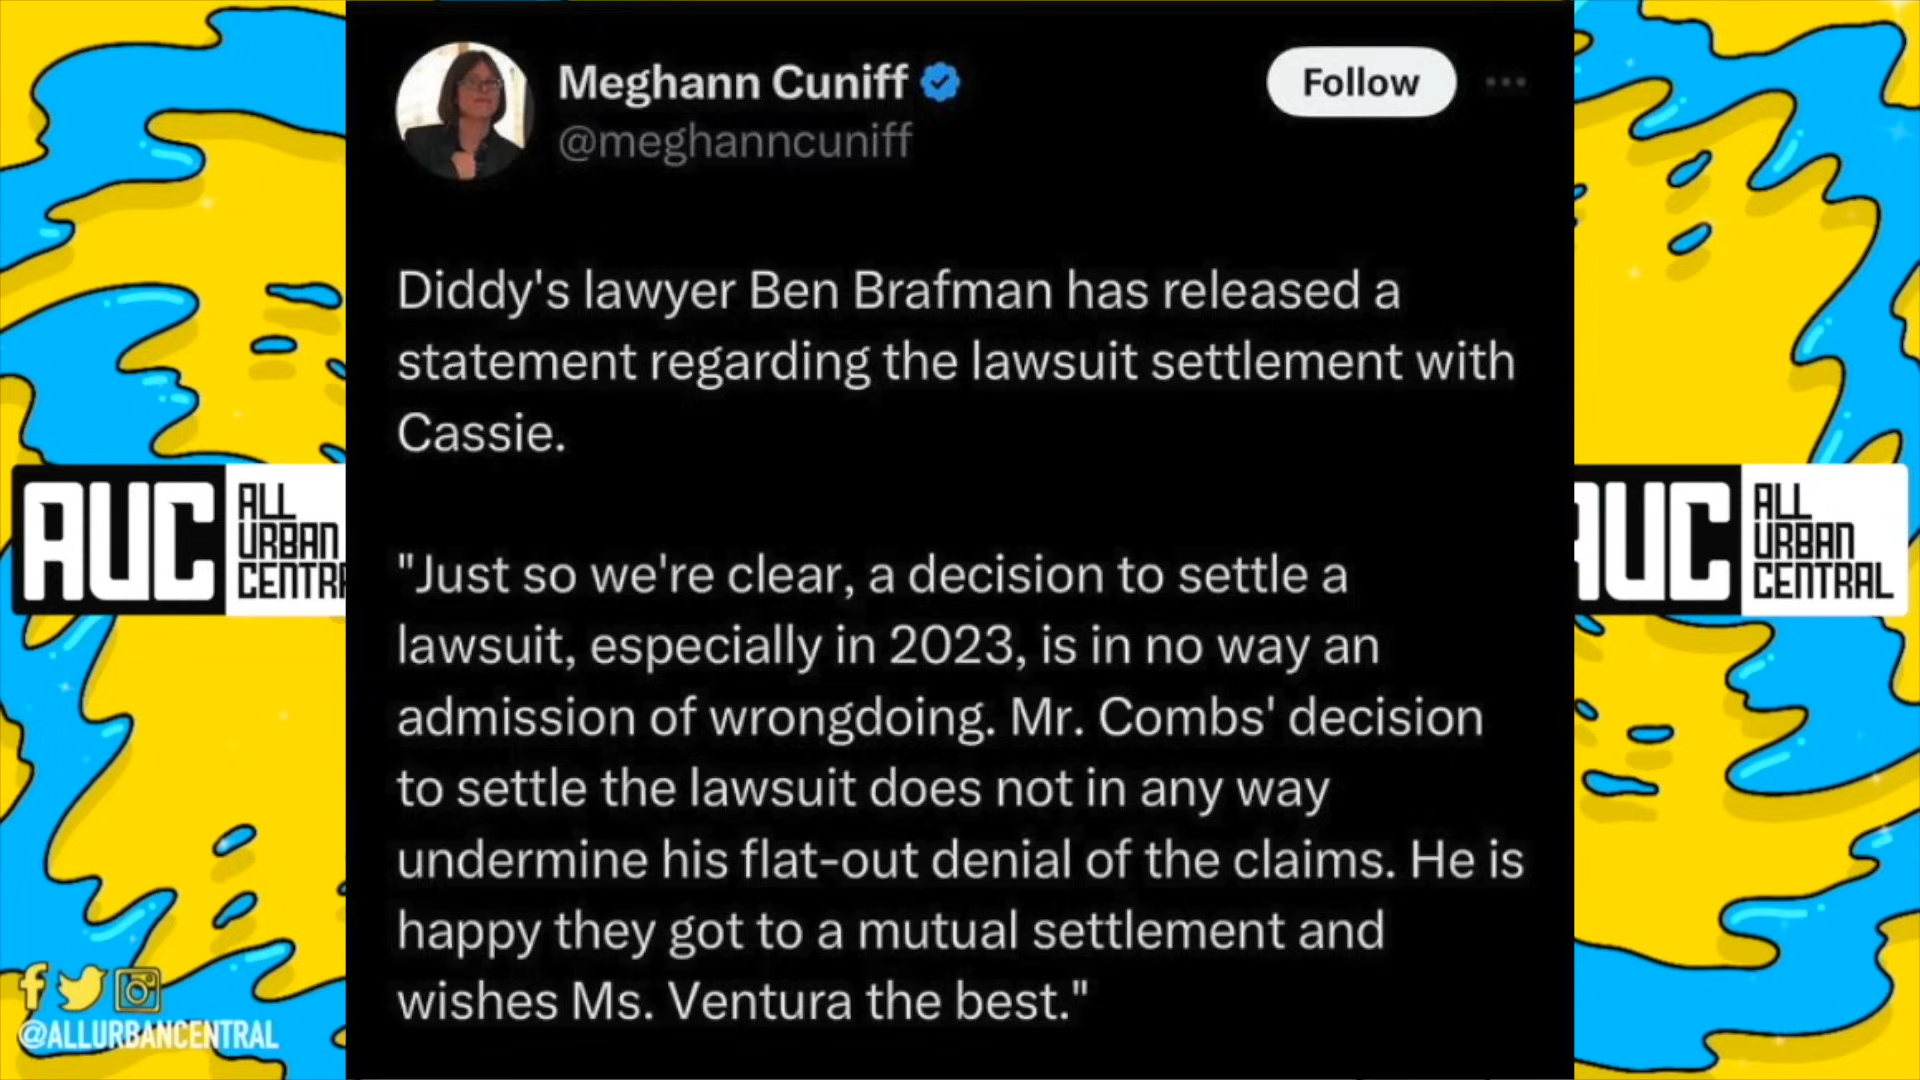 Meghann Cuniff
@meghanncuniff
Follow
Diddy's lawyer Ben Brafman has released a
statement regarding the lawsuit settlement with
Cassie.
"Just so we're clear, a decision to settle a
lawsuit, especially in 2023, is in no way an
admission of wrongdoing. Mr. Combs' decision
to settle the lawsuit does not in any way
undermine his flat-out denial of the claims. He is
happy they got to a mutual settlement and
wishes Ms. Ventura the best."
AUC
ALL
URBAN
CENTR
UC
ALL
URBAN
CENTRAL
@ALLURBANCENTRAL